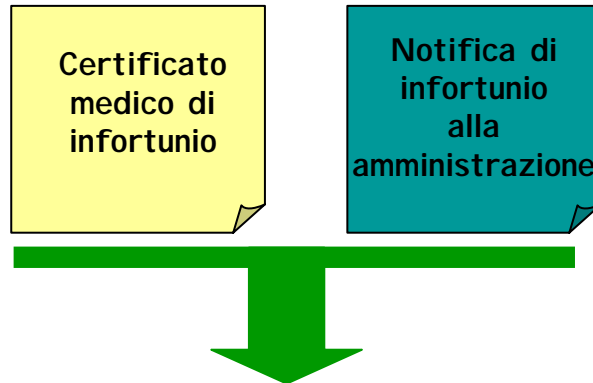 Certificato
medico di
infortunio
Notifica di
infortunio
alla
amministrazione